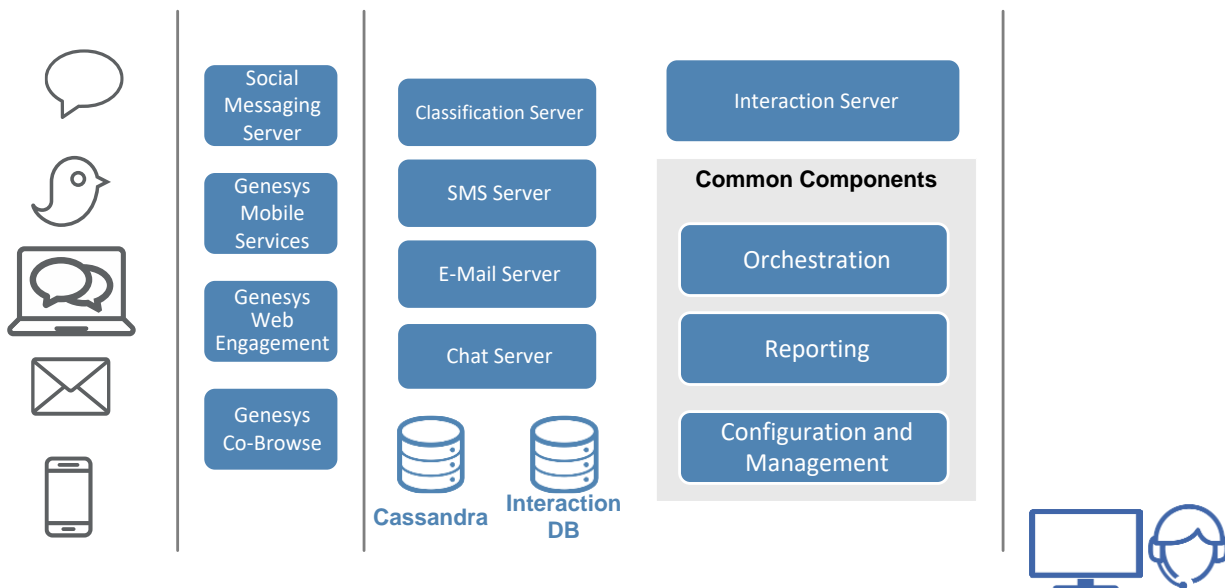 Social
Messaging
Server
Genesys
Mobile
Services
Genesys
Web
Engagement
Genesys
Co-Browse
Classification Server
SMS Server
E-Mail Server
Chat Server
Cassandra
Interaction
DB
Interaction Server
Common Components
Orchestration
Reporting
Configuration and
Management